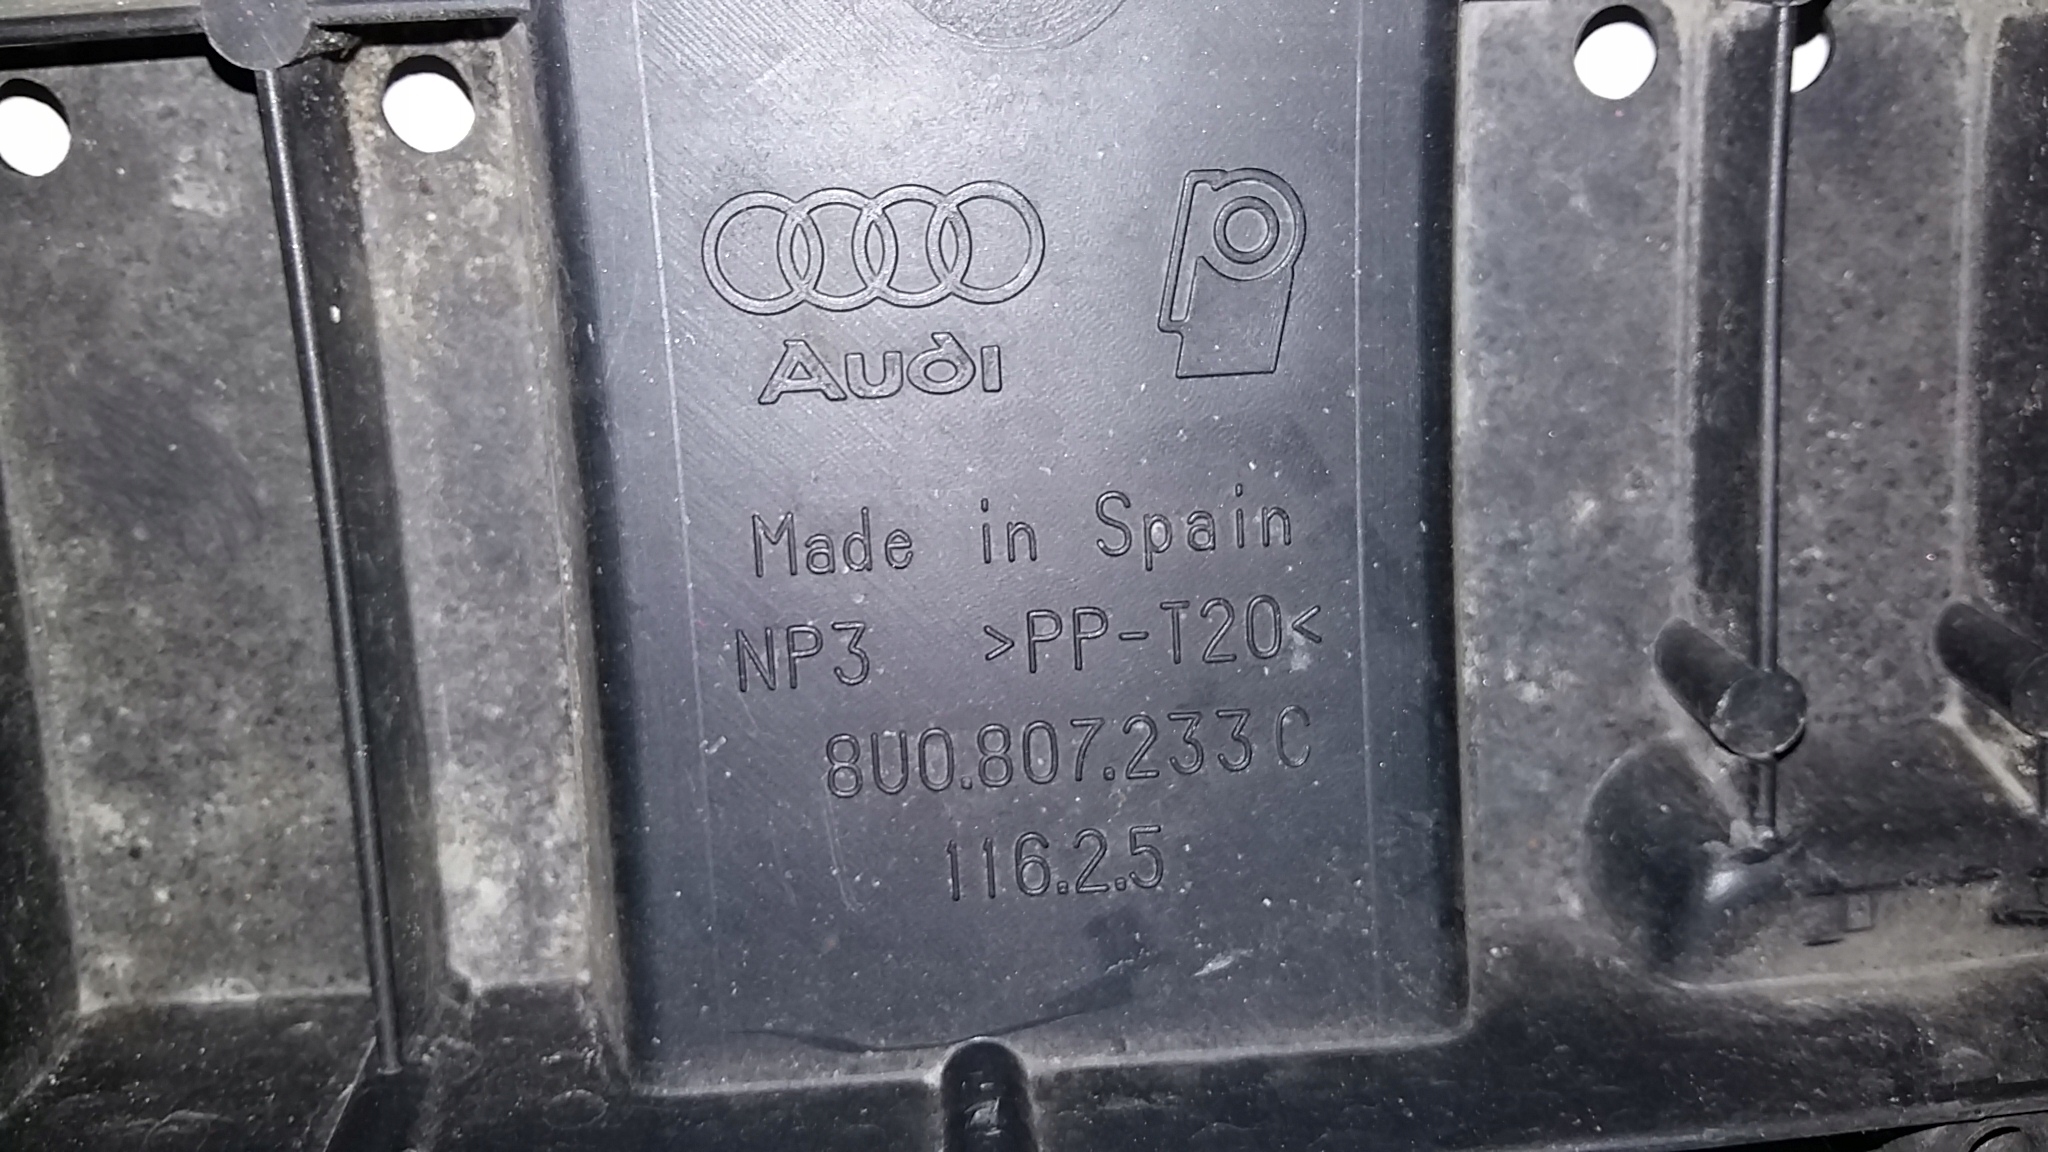 Audi
Made in Spain
NP3 >PP-T20<
8U0.807.233 C
116.2.5